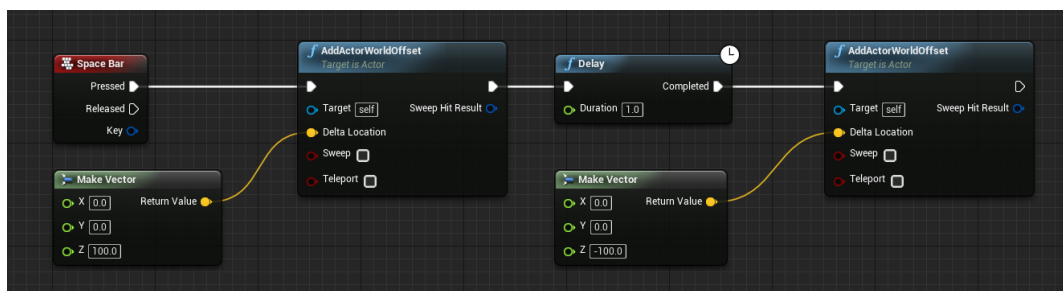 Space Bar
Pressed
Released
Key
AddActorWorldOffset
Target is Actor
Target self
Sweep Hit Result
Delta Location
Sweep
Teleport
Make Vector
X 0.0
Return Value
Y 0.0
Z 100.0
Delay
Completed
Duration 1.0
Make Vector
X 0.0
Return Value
Y 0.0
Z -100.0
AddActorWorldOffset
Target is Actor
Target self
Sweep Hit Result
Delta Location
Sweep
Teleport